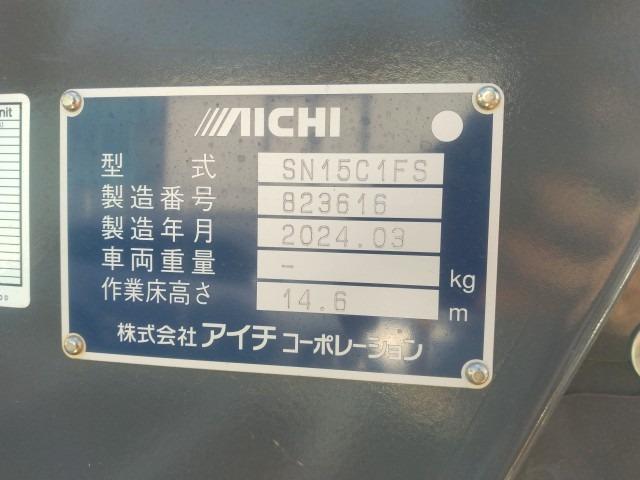 AICHI
型式 SN15C1FS
製造番号 823616
製造年月 2024.03
車両重量 - kg
作業床高さ 14.6 m
株式会社アイチコーポレーション